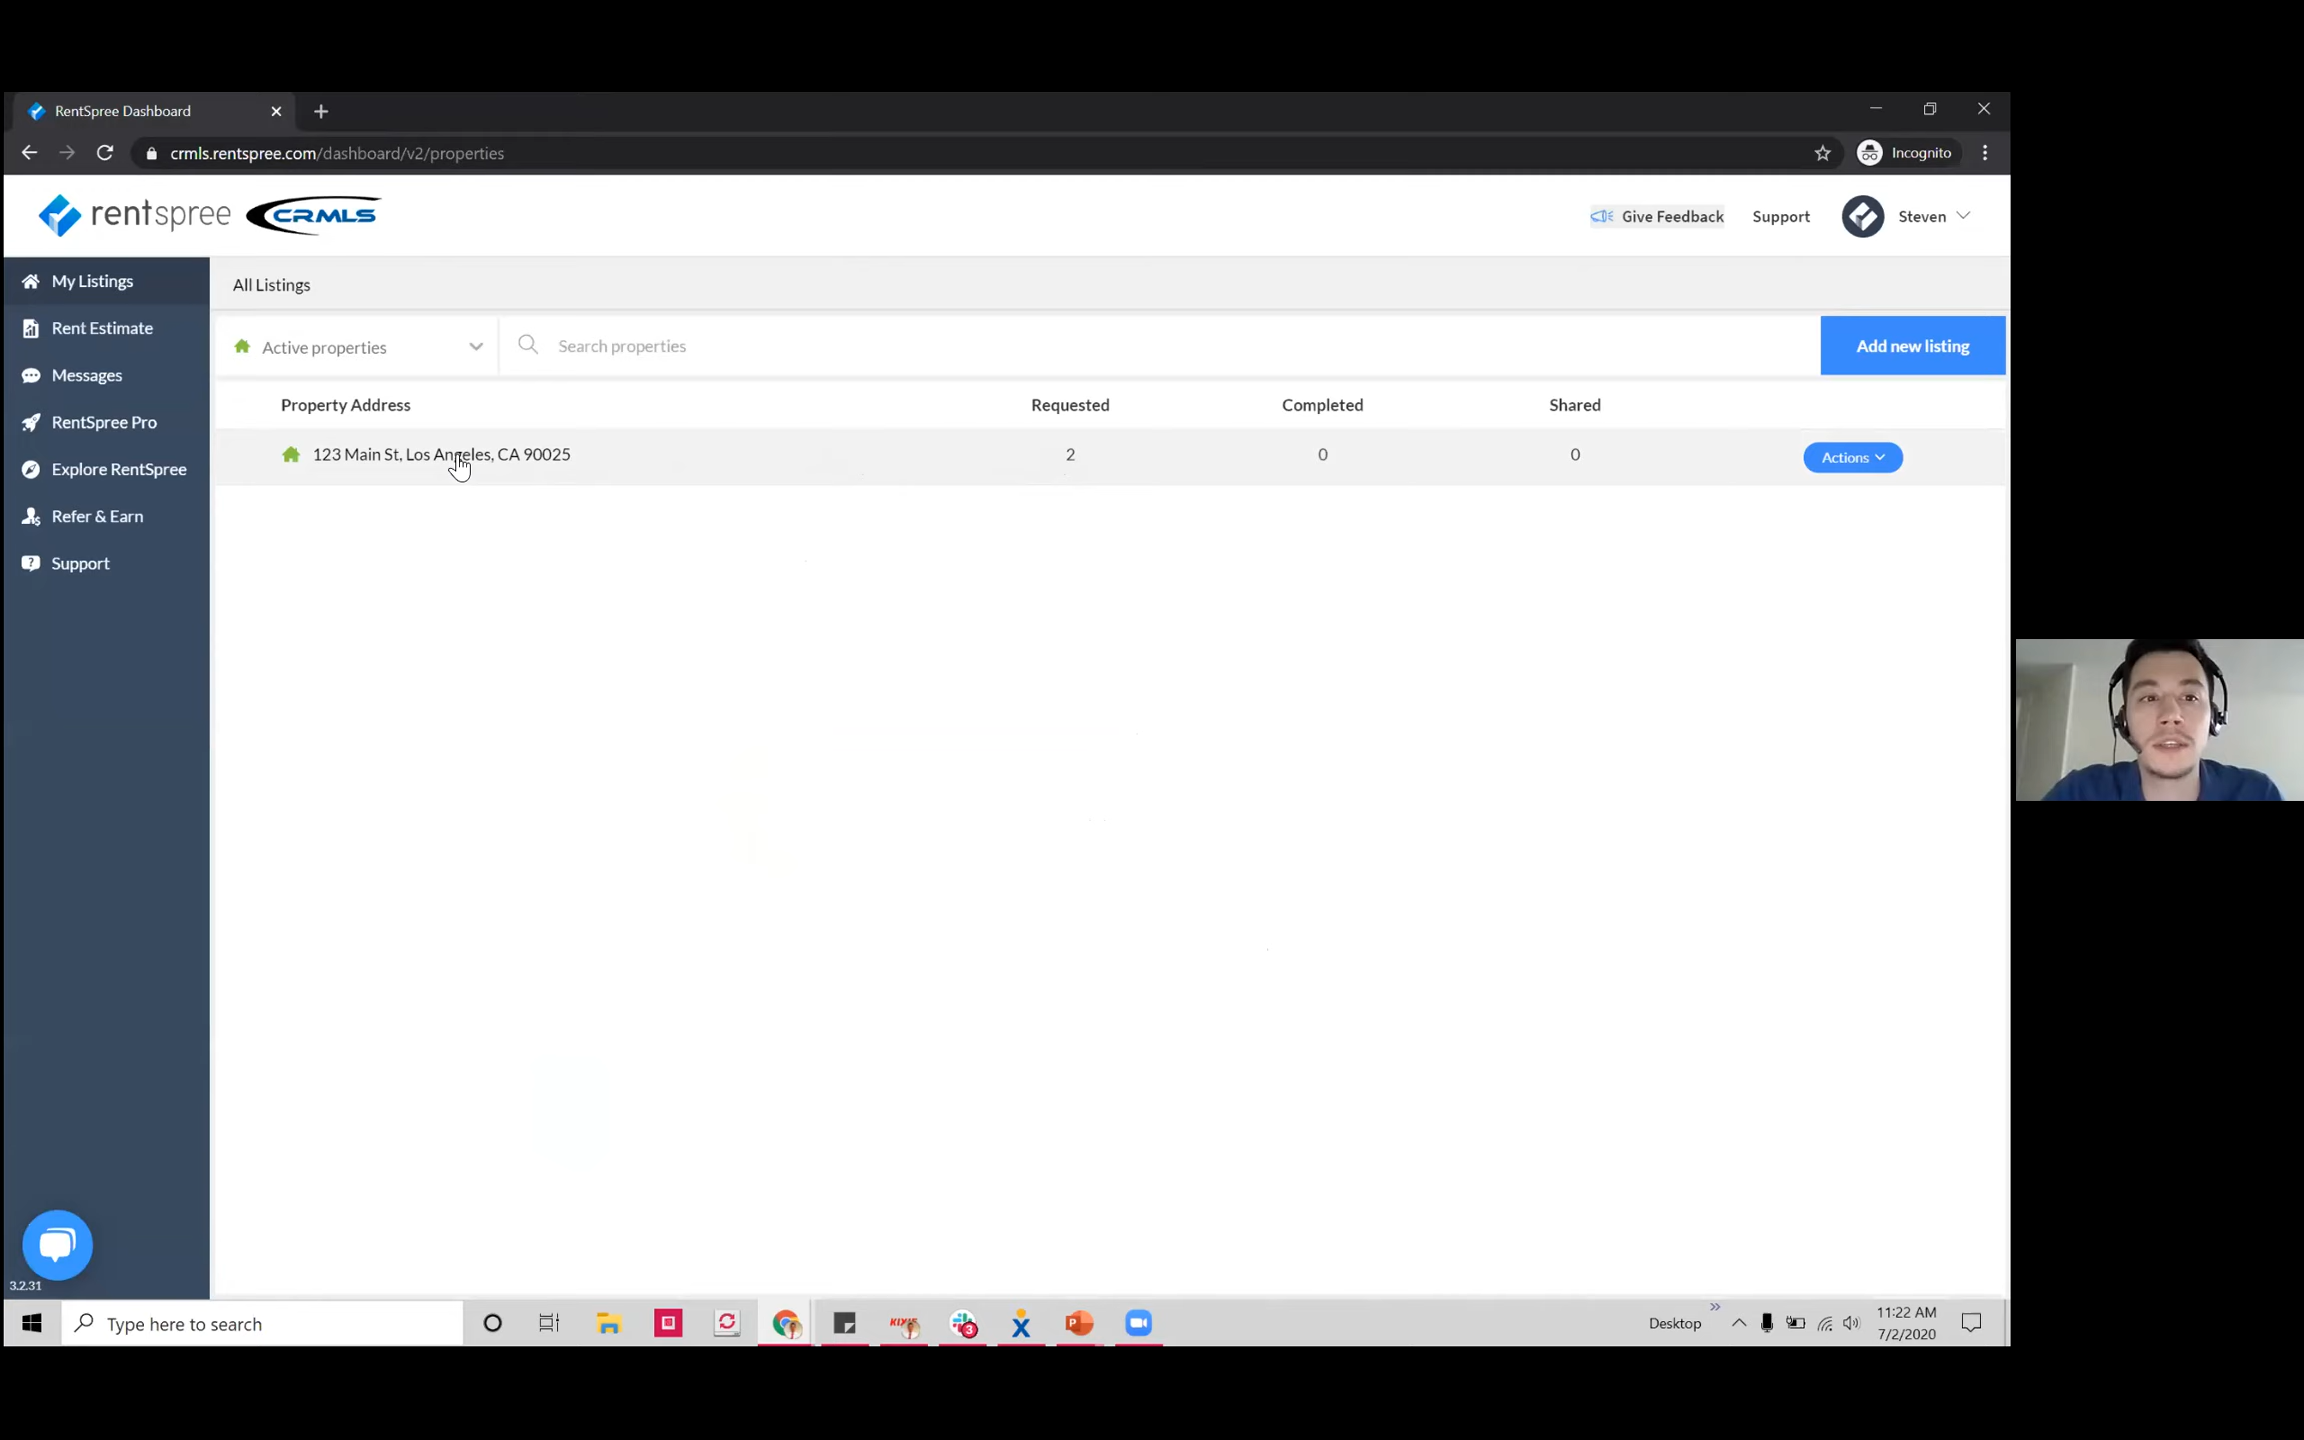 RentSpree Dashboard
crmls.rentspree.com/dashboard/v2/properties
Incognito
rentspree CRMLS
Give Feedback
Support
Steven
My Listings
Rent Estimate
Messages
RentSpree Pro
Explore RentSpree
Refer & Earn
Support
All Listings
Active properties
Search properties
Add new listing
Property Address Requested Completed Shared
123 Main St, Los Angeles, CA 90025 2 0 0 Actions
3.2.31
Type here to search
3
Desktop
11:22 AM
7/2/2020